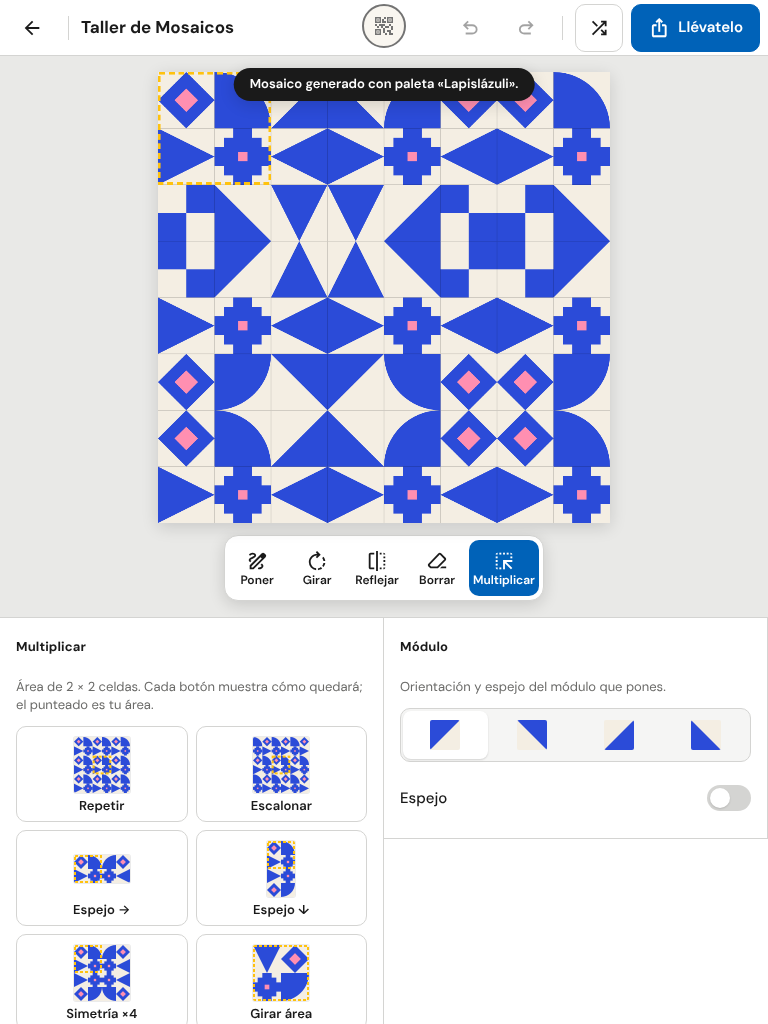 Taller de Mosaicos
Llévatelo
Mosaico generado con paleta «Lapislázuli».
Poner
Girar
Reflejar
Borrar
Multiplicar
Multiplicar
Área de 2 × 2 celdas. Cada botón muestra cómo quedará;
el punteado es tu área.
Repetir
Escalonar
Espejo →
Espejo ↓
Simetría ×4
Girar área
Módulo
Orientación y espejo del módulo que pones.
Espejo